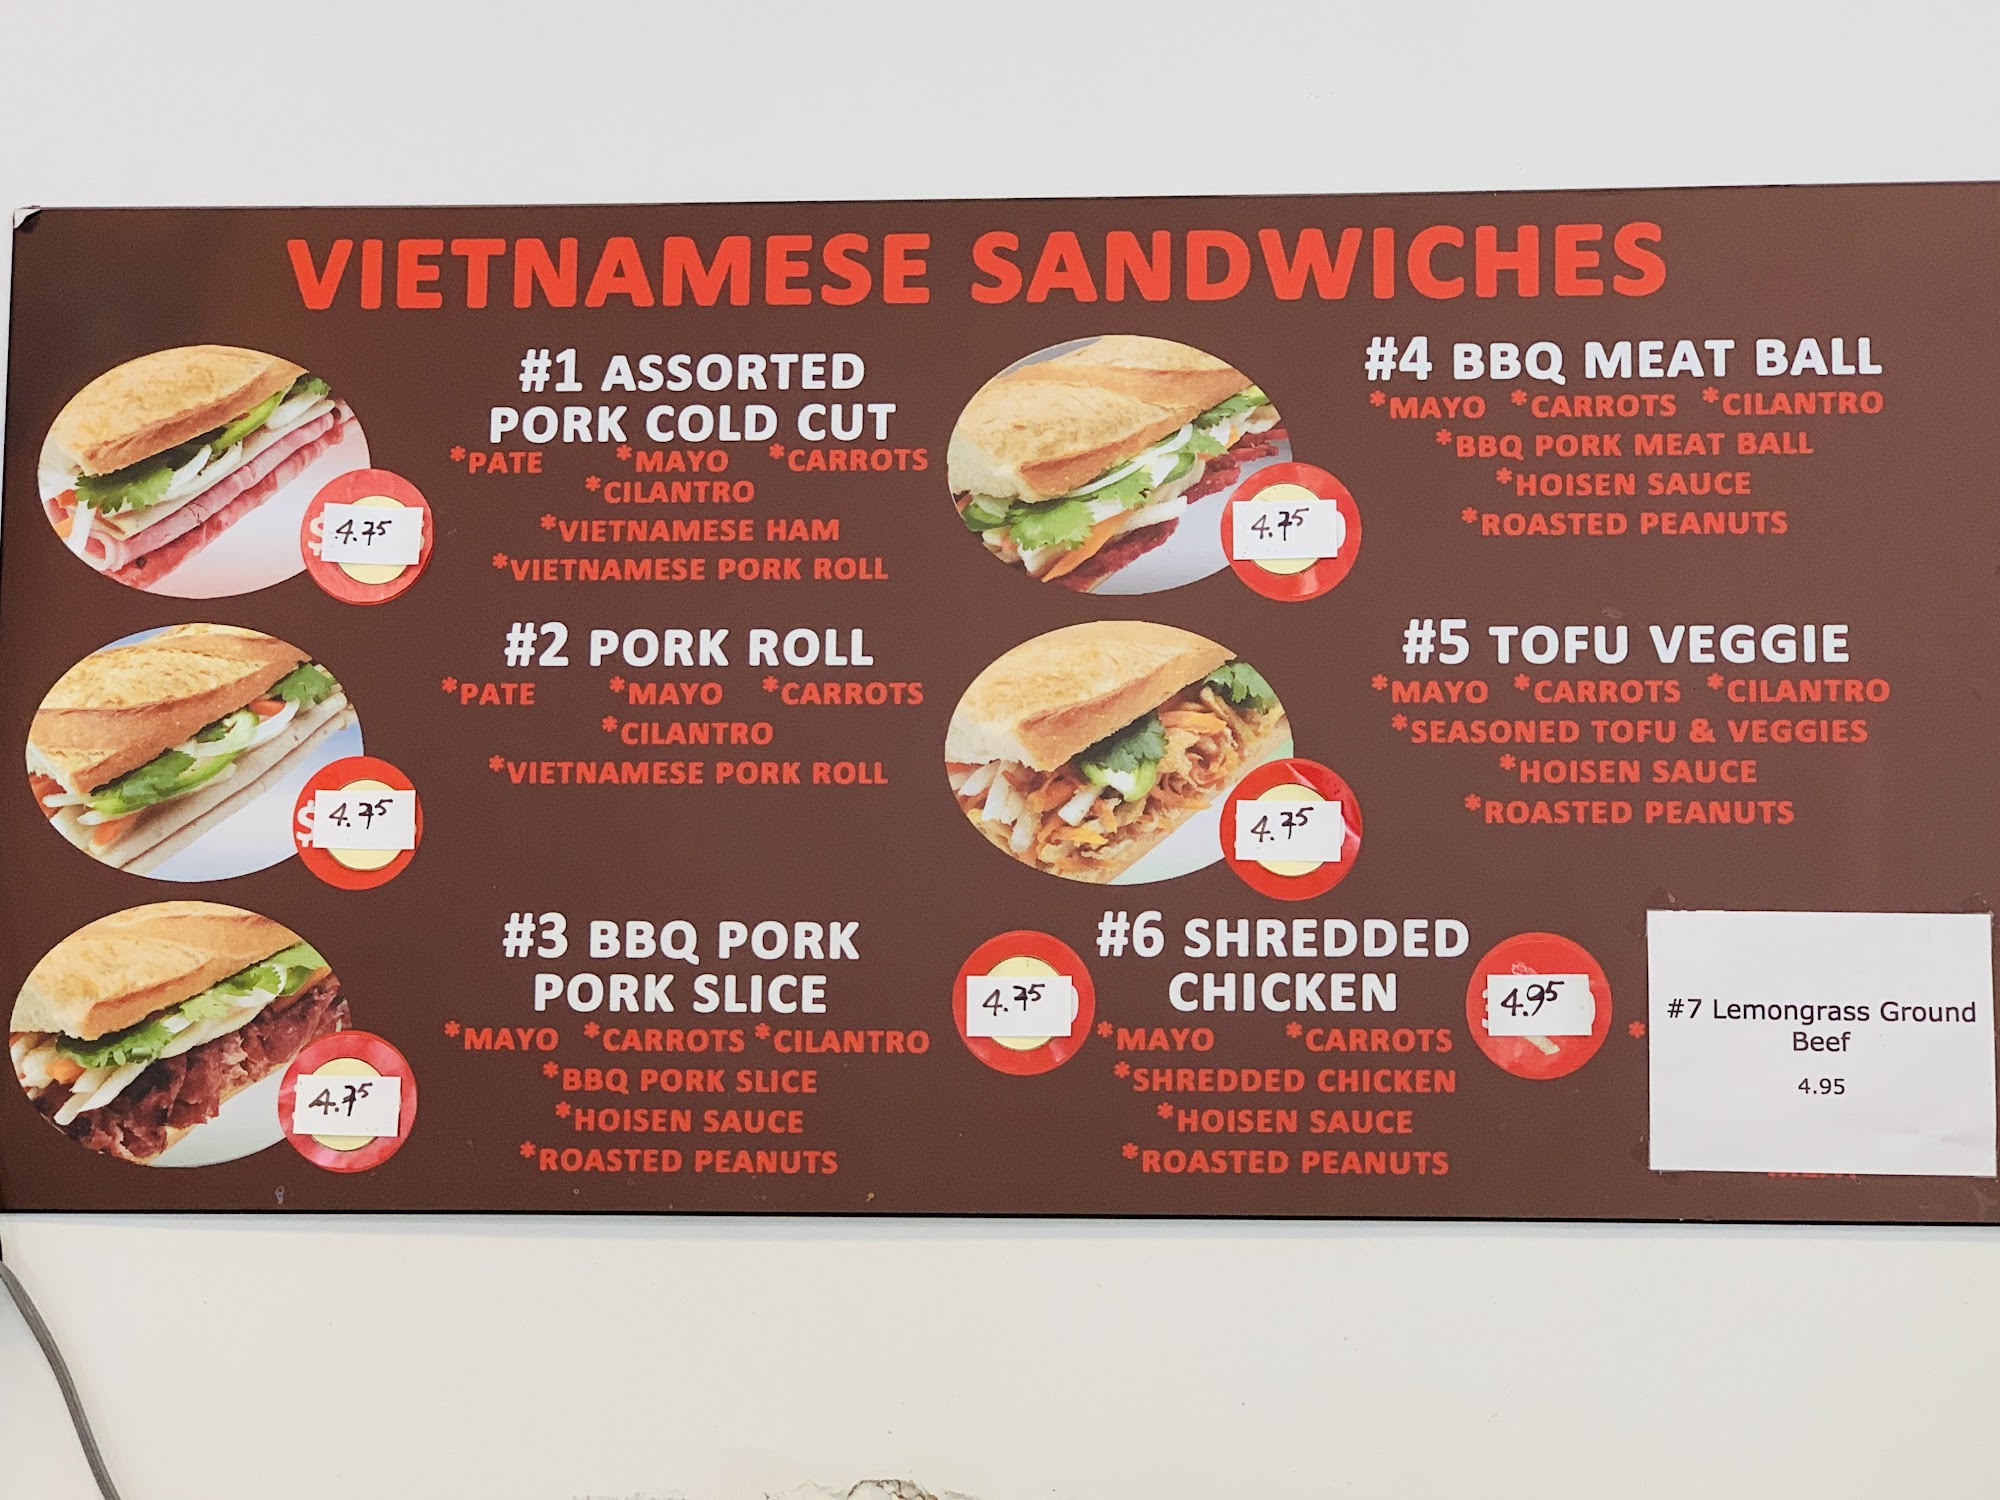 VIETNAMESE SANDWICHES
#1 ASSORTED
PORK COLD CUT
*PATE *MAYO *CARROTS
*CILANTRO
*VIETNAMESE HAM
*VIETNAMESE PORK ROLL
$ 4.75
#2 PORK ROLL
*PATE *MAYO *CARROTS
*CILANTRO
*VIETNAMESE PORK ROLL
$ 4.75
#3 BBQ PORK
PORK SLICE
*MAYO *CARROTS *CILANTRO
*BBQ PORK SLICE
*HOISEN SAUCE
*ROASTED PEANUTS
4.75
#4 BBQ MEAT BALL
*MAYO *CARROTS *CILANTRO
*BBQ PORK MEAT BALL
*HOISEN SAUCE
*ROASTED PEANUTS
4.75
#5 TOFU VEGGIE
*MAYO *CARROTS *CILANTRO
*SEASONED TOFU & VEGGIES
*HOISEN SAUCE
*ROASTED PEANUTS
4.75
#6 SHREDDED
CHICKEN
*MAYO *CARROTS
*SHREDDED CHICKEN
*HOISEN SAUCE
*ROASTED PEANUTS
4.75
4.95
*
#7 Lemongrass Ground
Beef
4.95